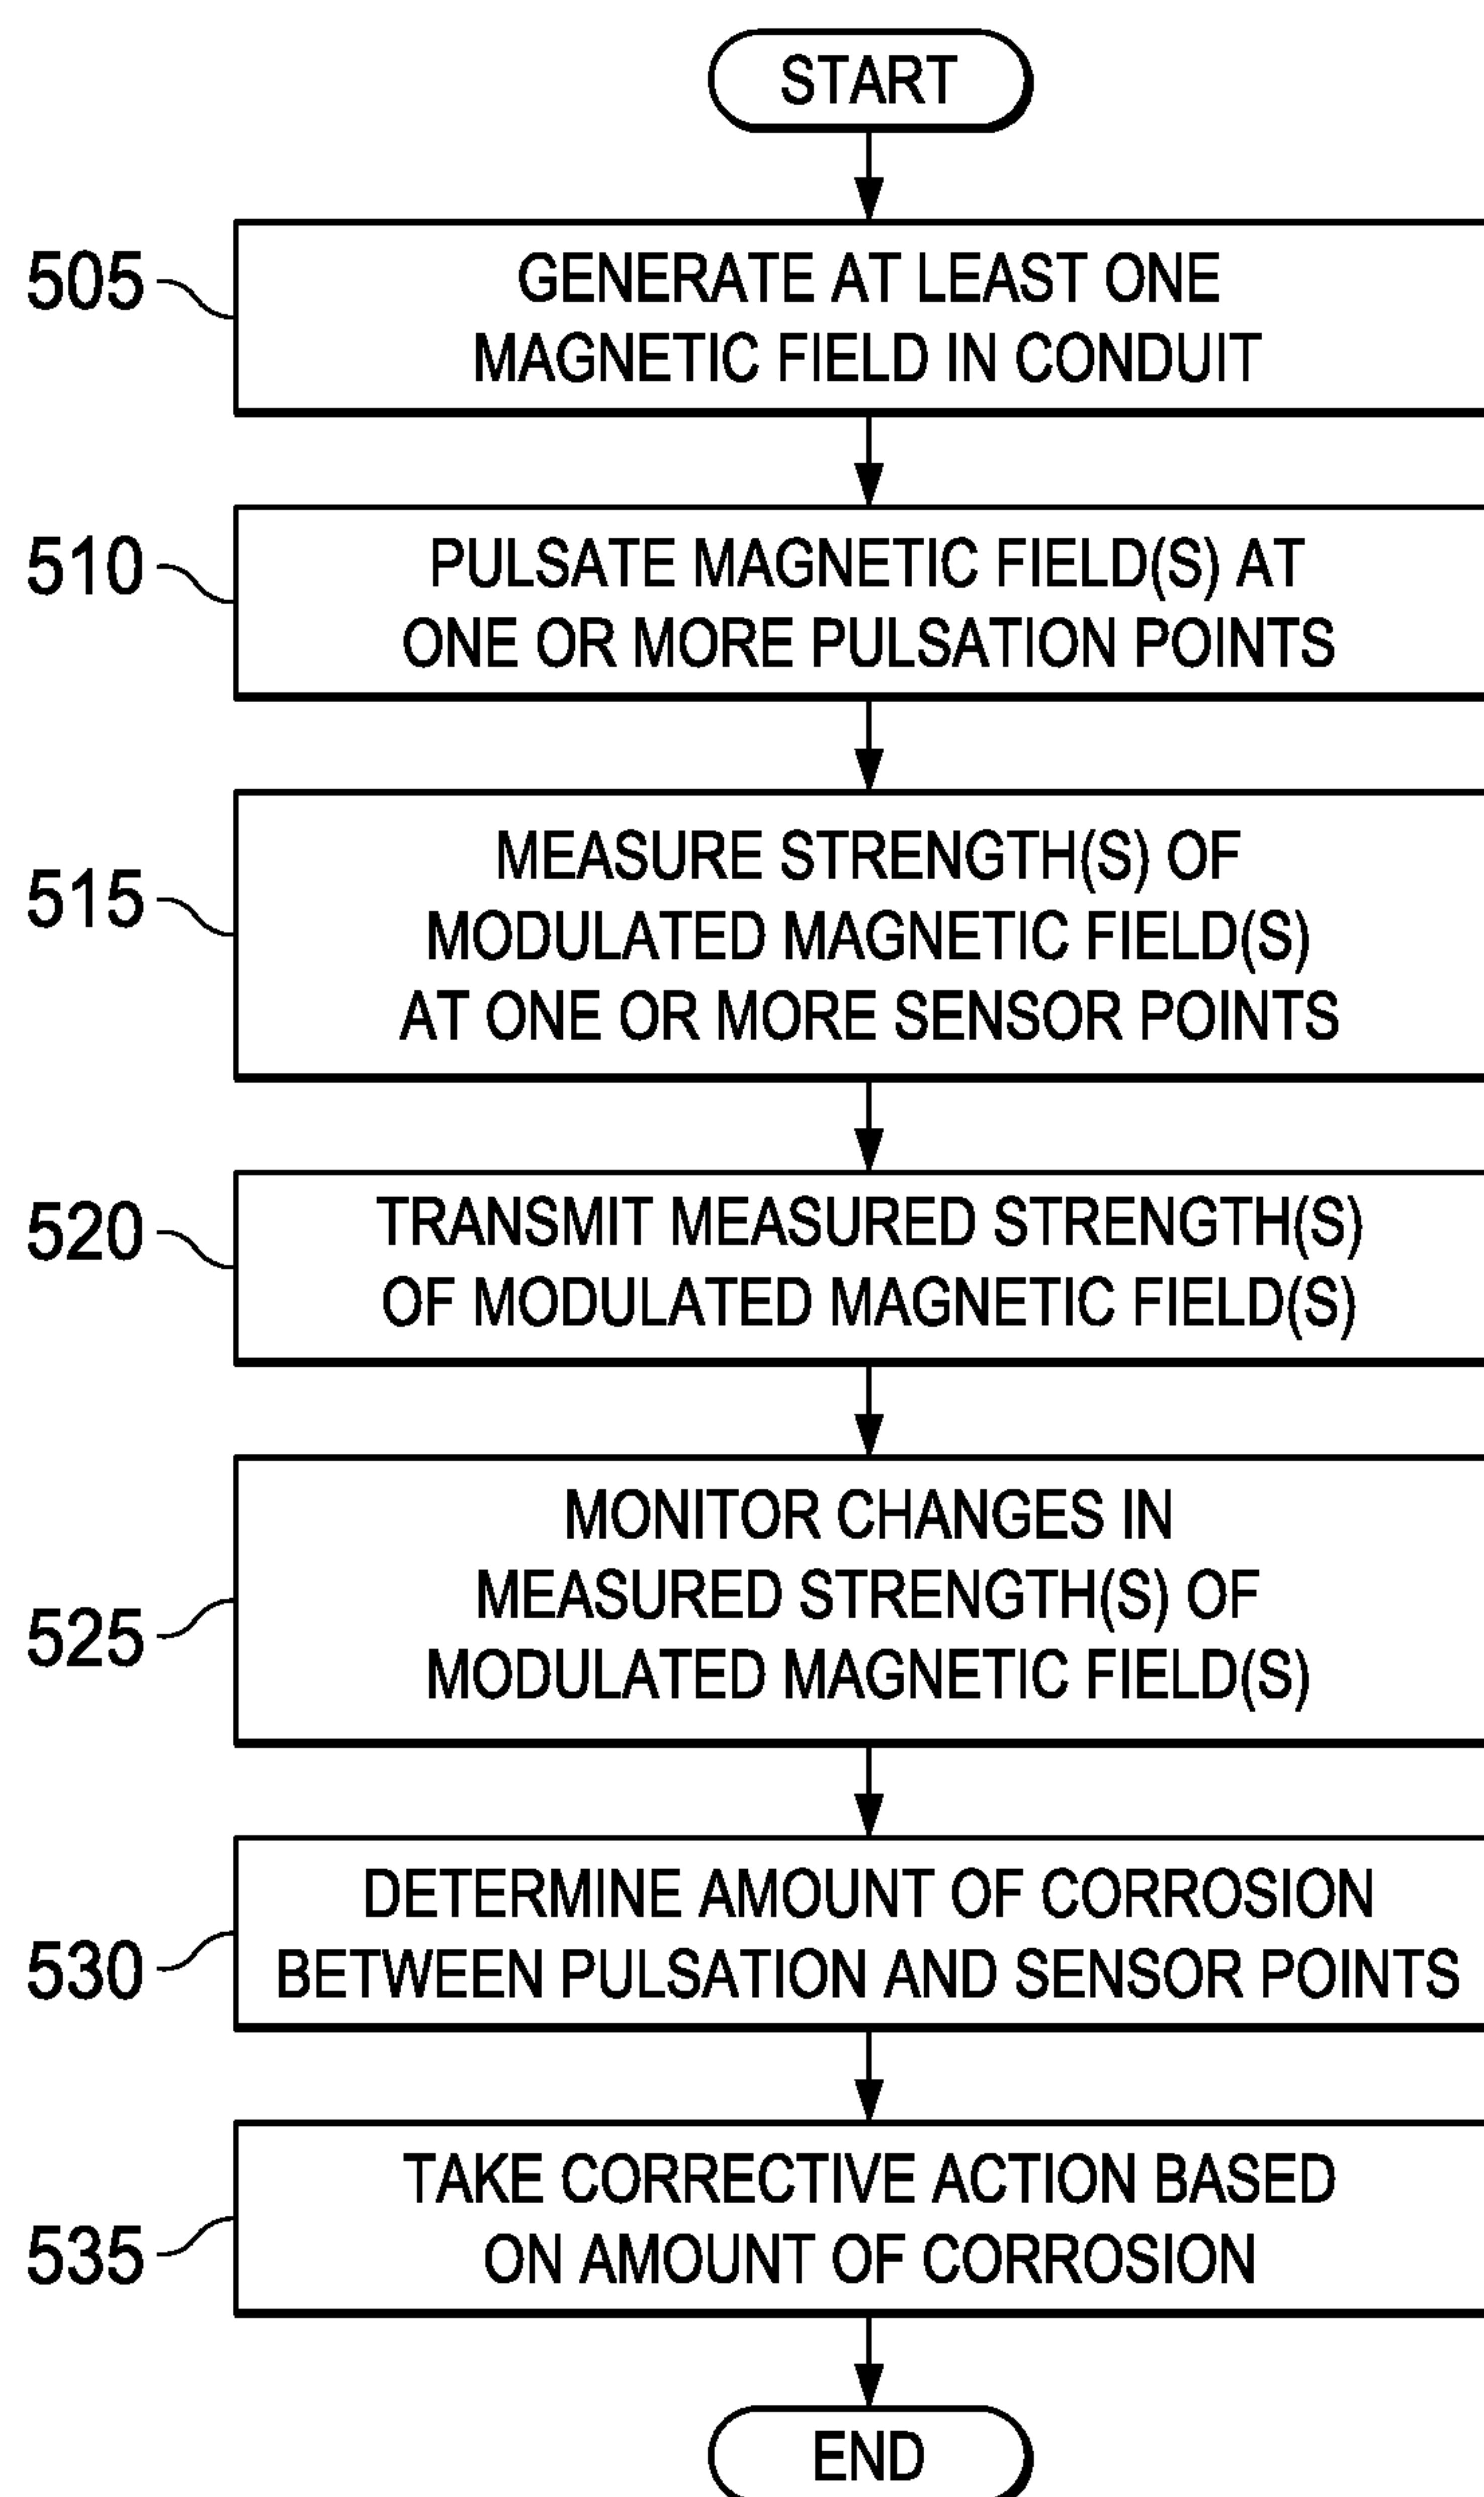 START
505
GENERATE AT LEAST ONE
MAGNETIC FIELD IN CONDUIT
510
PULSATE MAGNETIC FIELD(S) AT
ONE OR MORE PULSATION POINTS
515
MEASURE STRENGTH(S) OF
MODULATED MAGNETIC FIELD(S)
AT ONE OR MORE SENSOR POINTS
520
TRANSMIT MEASURED STRENGTH(S)
OF MODULATED MAGNETIC FIELD(S)
525
MONITOR CHANGES IN
MEASURED STRENGTH(S) OF
MODULATED MAGNETIC FIELD(S)
530
DETERMINE AMOUNT OF CORROSION
BETWEEN PULSATION AND SENSOR POINTS
535
TAKE CORRECTIVE ACTION BASED
ON AMOUNT OF CORROSION
END